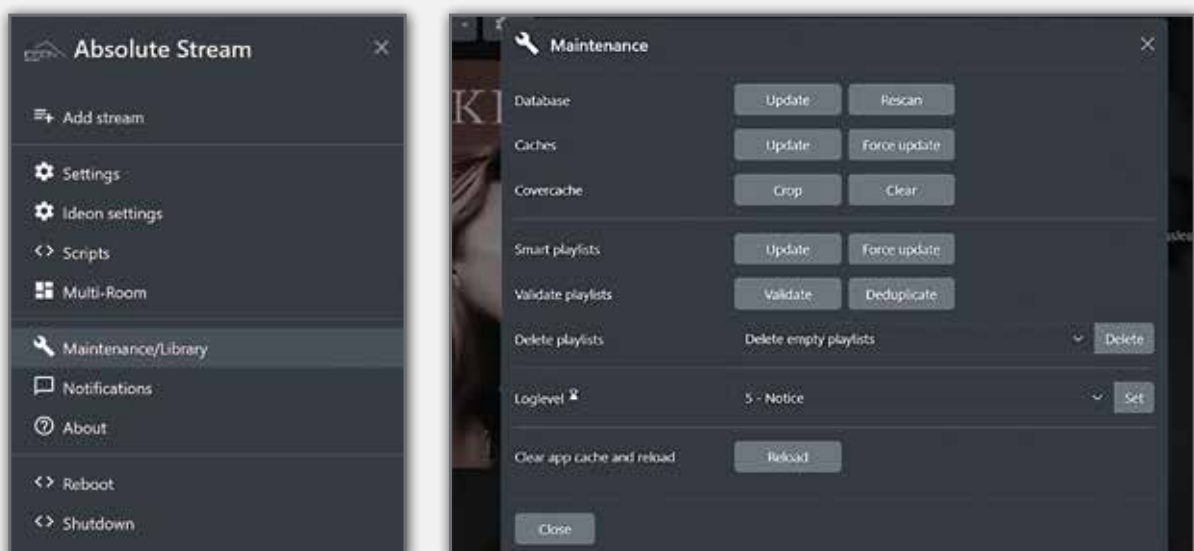 Absolute Stream
Add stream
Settings
Ideon settings
Scripts
Multi-Room
Maintenance/Library
Notifications
About
Reboot
Shutdown
Maintenance
Database Update Rescan
Caches Update Force update
Covercache Crop Clear
Smart playlists Update Force update
Validate playlists Validate Deduplicate
Delete playlists Delete empty playlists Delete
Loglevel 5 - Notice Set
Clear app cache and reload Reload
Close